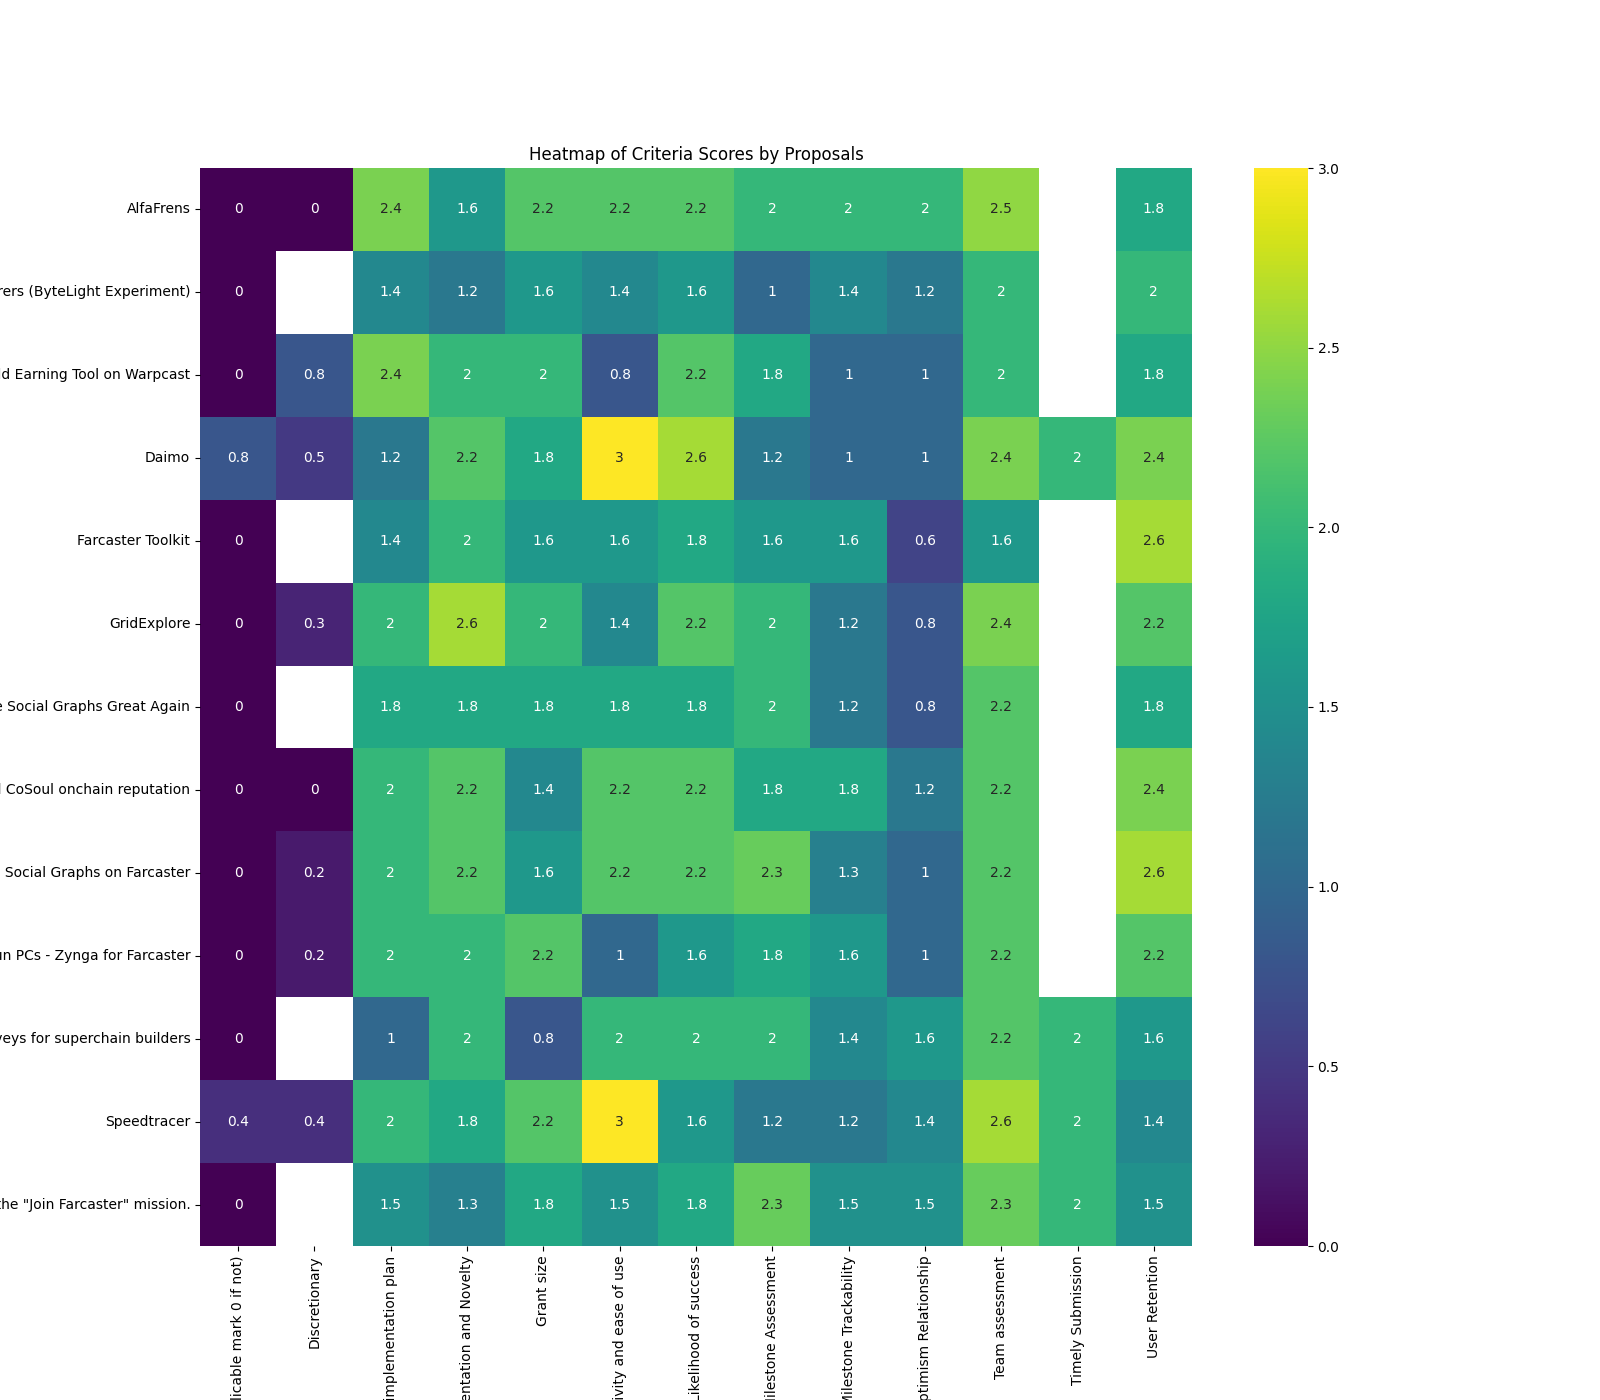 Heatmap of Criteria Scores by Proposals
AlfaFrens 0 0 2.4 1.6 2.2 2.2 2.2 2 2 2 2.5 1.8
(ByteLight Experiment) 0 1.4 1.2 1.6 1.4 1.6 1 1.4 1.2 2 2
Earning Tool on Warpcast 0 0.8 2.4 2 2 0.8 2.2 1.8 1 1 2 1.8
Daimo 0.8 0.5 1.2 2.2 1.8 3 2.6 1.2 1 1 2.4 2 2.4
Farcaster Toolkit 0 1.4 2 1.6 1.6 1.8 1.6 1.6 0.6 1.6 2.6
GridExplore 0 0.3 2 2.6 2 1.4 2.2 2 1.2 0.8 2.4 2.2
Social Graphs Great Again 0 1.8 1.8 1.8 1.8 1.8 2 1.2 0.8 2.2 1.8
CoSoul onchain reputation 0 0 2 2.2 1.4 2.2 2.2 1.8 1.8 1.2 2.2 2.4
Social Graphs on Farcaster 0 0.2 2 2.2 1.6 2.2 2.2 2.3 1.3 1 2.2 2.6
PCs - Zynga for Farcaster 0 0.2 2 2 2.2 1 1.6 1.8 1.6 1 2.2 2.2
for superchain builders 0 1 2 0.8 2 2 2 1.4 1.6 2.2 2 1.6
Speedtracer 0.4 0.4 2 1.8 2.2 3 1.6 1.2 1.2 1.4 2.6 2 1.4
"Join Farcaster" mission. 0 1.5 1.3 1.8 1.5 1.8 2.3 1.5 1.5 2.3 2 1.5
mark 0 if not)
Discretionary
implementation plan
and Novelty
Grant size
and ease of use
Likelihood of success
Assessment
Trackability
Relationship
Team assessment
Timely Submission
User Retention
3.0
2.5
2.0
1.5
1.0
0.5
0.0